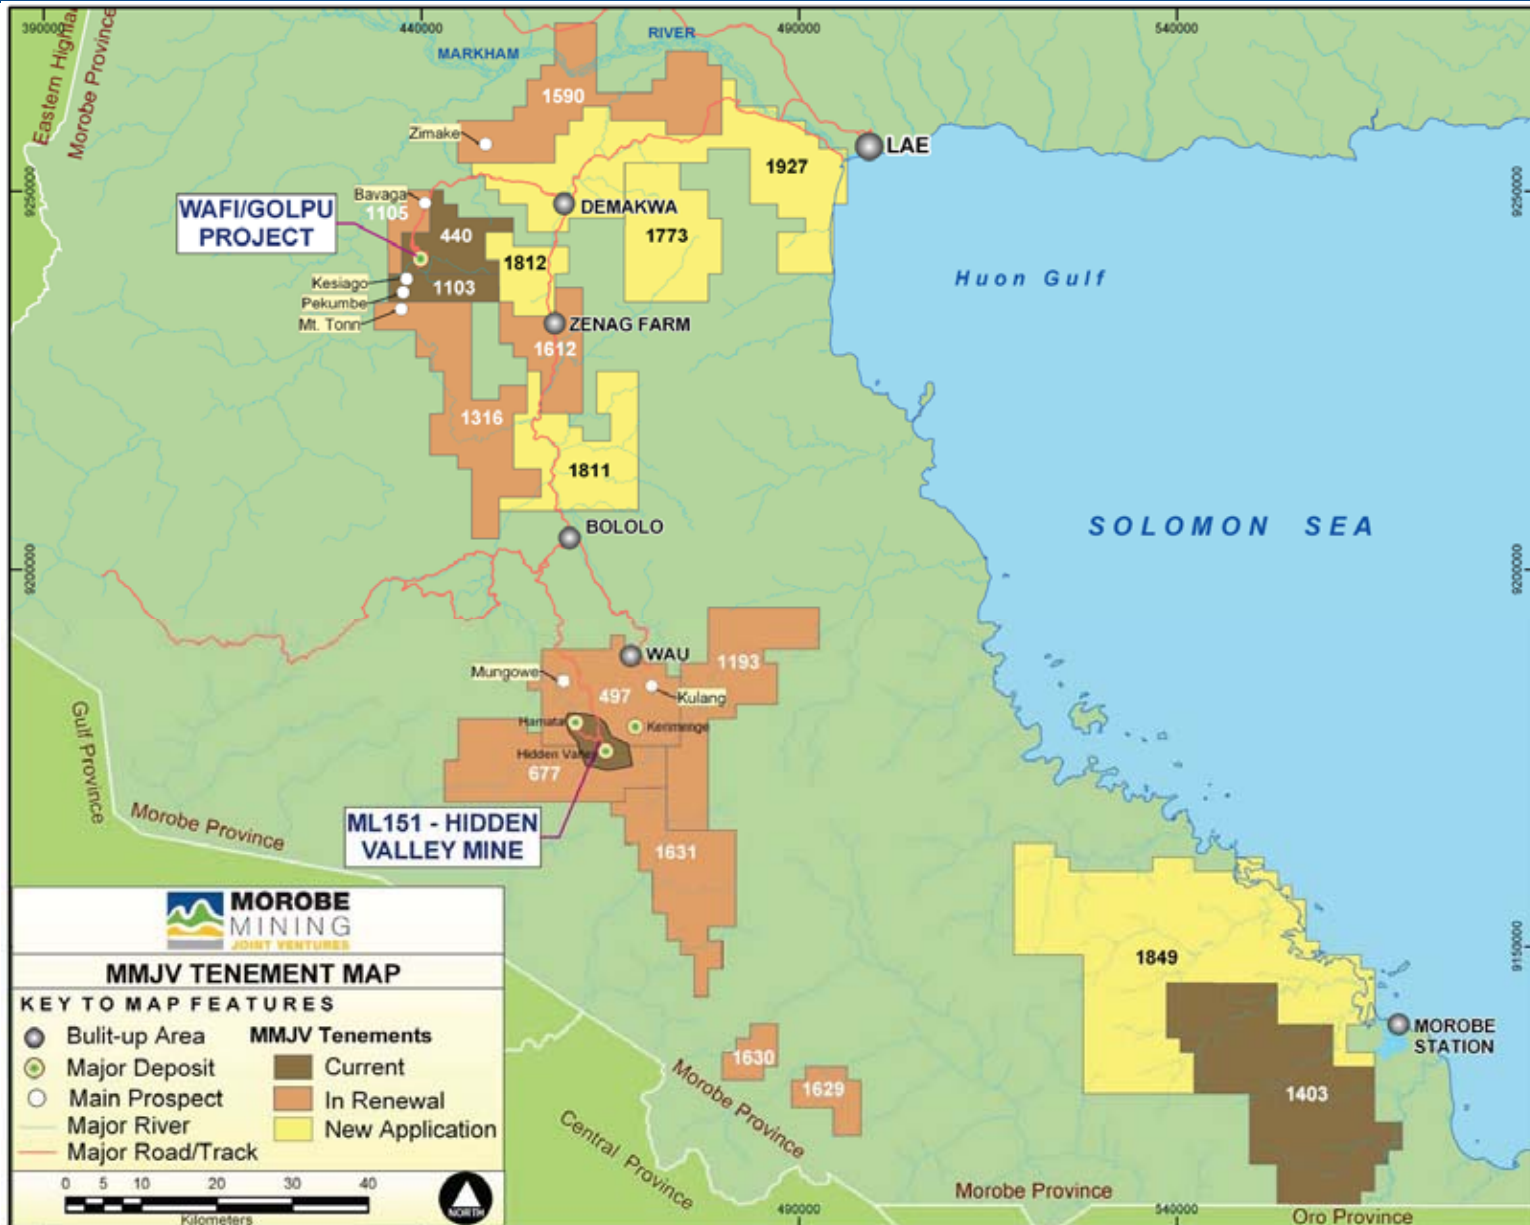 390000
440000
490000
540000
Eastern Highla
Morobe Province
MARKHAM
RIVER
1590
Zimake
LAE
1927
9250000
9250000
Bavaga
1105
WAFI/GOLPU
PROJECT
DEMAKWA
440
1773
1812
Huon Gulf
Kesiago
1103
Pekumbe
Mt. Tonn
ZENAG FARM
1612
1316
1811
BOLOLO
SOLOMON SEA
9200000
9200000
WAU
1193
Mungowe
497
Kulang
Hamata
Kerimenge
Hidden Valley
677
Gulf Province
Morobe Province
ML151 - HIDDEN
VALLEY MINE
1631
1849
9150000
MOROBE
STATION
1630
1629
1403
Morobe Province
Central Province
Morobe Province
Oro Province
490000
540000
MOROBE
MINING
JOINT VENTURES
MMJV TENEMENT MAP
KEY TO MAP FEATURES
Bulit-up Area
MMJV Tenements
Major Deposit
Current
Main Prospect
In Renewal
Major River
New Application
Major Road/Track
0 5 10 20 30 40
Kilometers
NORTH